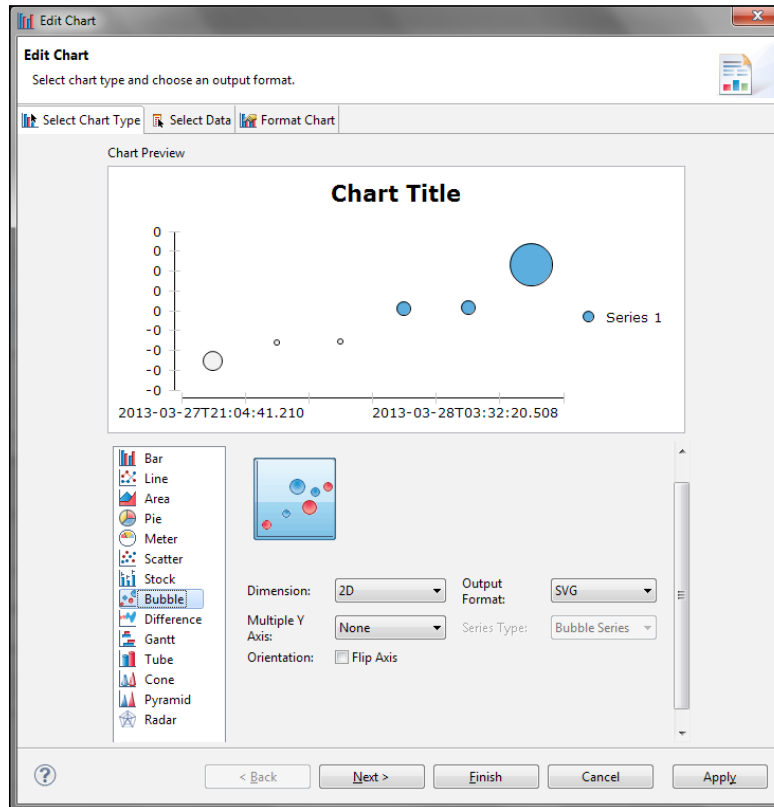 Edit Chart
Edit Chart
Select chart type and choose an output format.
Select Chart Type Select Data Format Chart
Chart Preview
Chart Title
0
0
0
0
0
-0
-0
-0
-0
Series 1
2013-03-27T21:04:41.210 2013-03-28T03:32:20.508
Bar
Line
Area
Pie
Meter
Scatter
Stock
Bubble
Difference
Gantt
Tube
Cone
Pyramid
Radar
Dimension: 2D
Output Format: SVG
Multiple Y Axis: None
Series Type: Bubble Series
Orientation: Flip Axis
< Back Next > Finish Cancel Apply